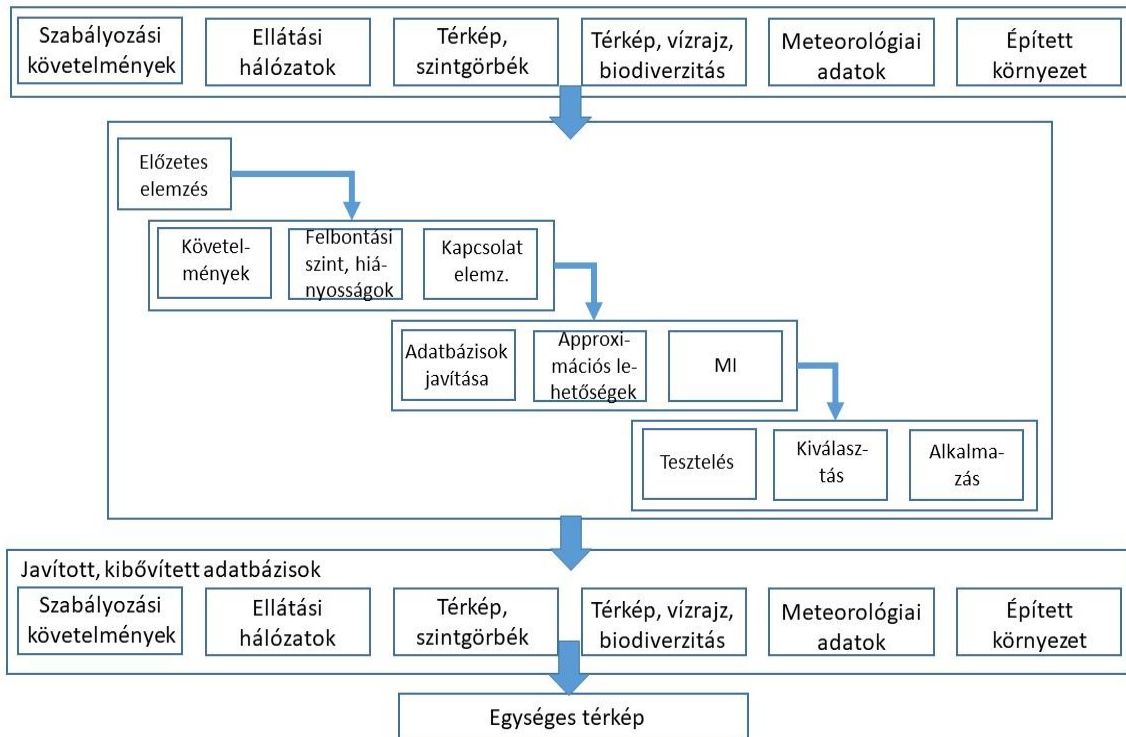 Szabályozási
követelmények
Ellátási
hálózatok
Térkép,
szintgörbék
Térkép, vízrajz,
biodiverzitás
Meteorológiai
adatok
Épített
környezet
Előzetes
elemzés
Követel-
mények
Felbontási
szint, hiá-
nyosságok
Kapcsolat
elemz.
Adatbázisok
javítása
Approxi-
mációs le-
hetőségek
MI
Tesztelés
Kiválasz-
tás
Alkalma-
zás
Javított, kibővített adatbázisok
Szabályozási
követelmények
Ellátási
hálózatok
Térkép,
szintgörbék
Térkép, vízrajz,
biodiverzitás
Meteorológiai
adatok
Épített
környezet
Egységes térkép